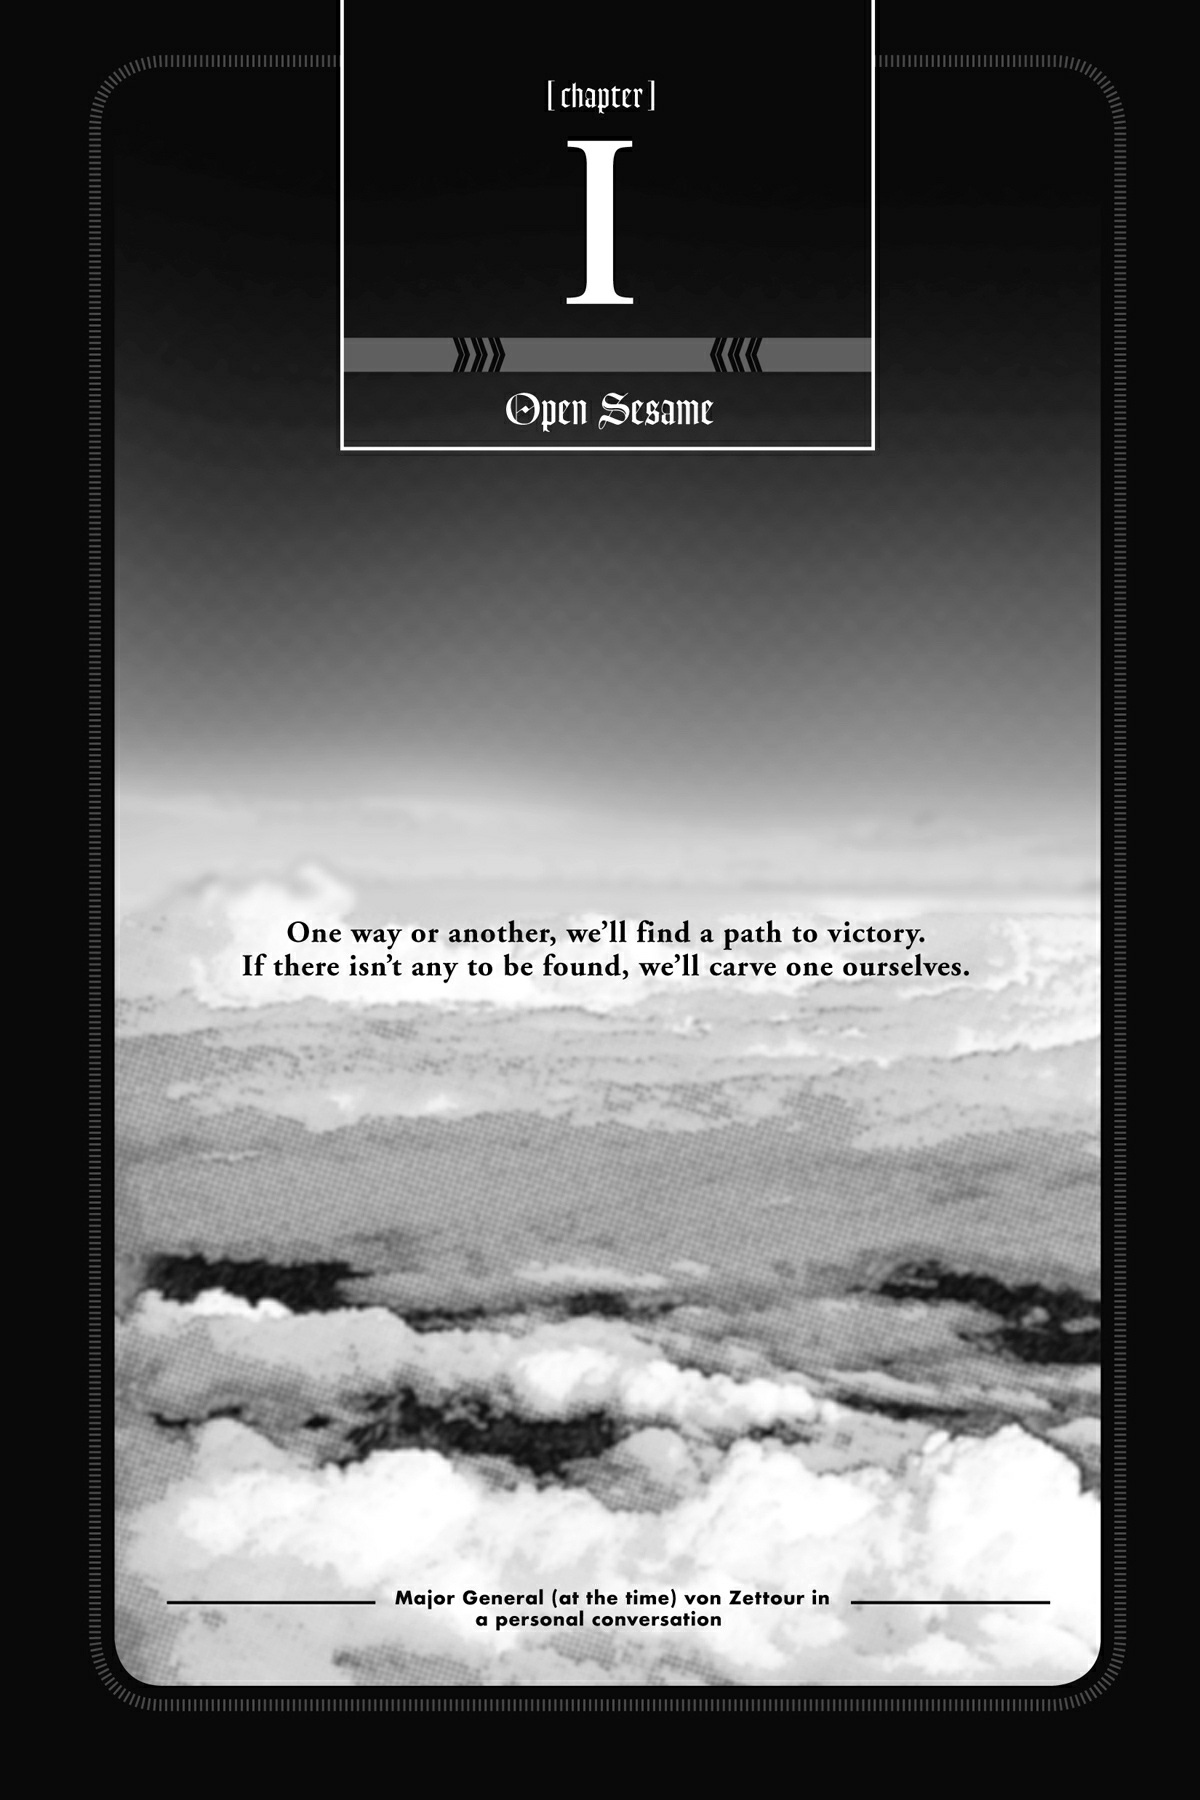 [ chapter ]
I
Open Sesame
One way or another, we’ll find a path to victory.
If there isn’t any to be found, we’ll carve one ourselves.
Major General (at the time) von Zettour in
a personal conversation